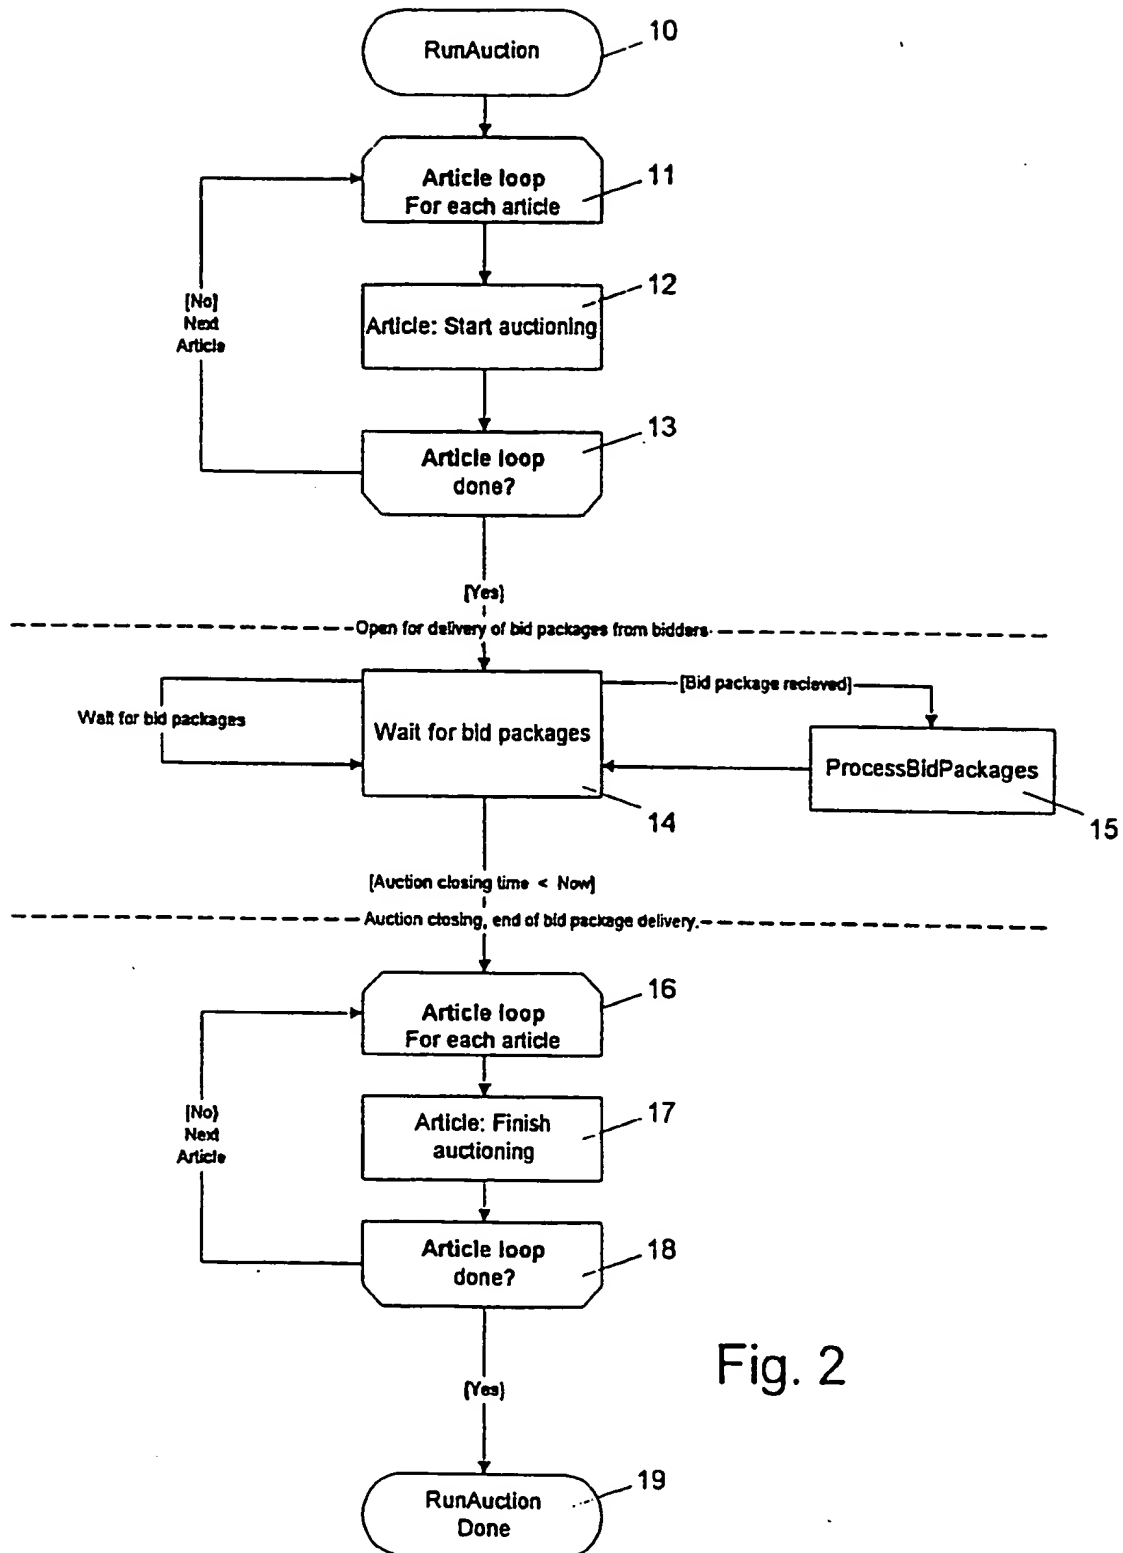 RunAuction
10
Article loop
For each article
11
12
Article: Start auctioning
[No]
Next
Article
13
Article loop
done?
[Yes]
Open for delivery of bid packages from bidders
[Bid package recieved]
Wait for bid packages
Wait for bid packages
ProcessBidPackages
14
15
[Auction closing time < Now]
Auction closing, end of bid package delivery.
16
Article loop
For each article
17
Article: Finish
auctioning
[No]
Next
Article
18
Article loop
done?
Fig. 2
[Yes]
19
RunAuction
Done